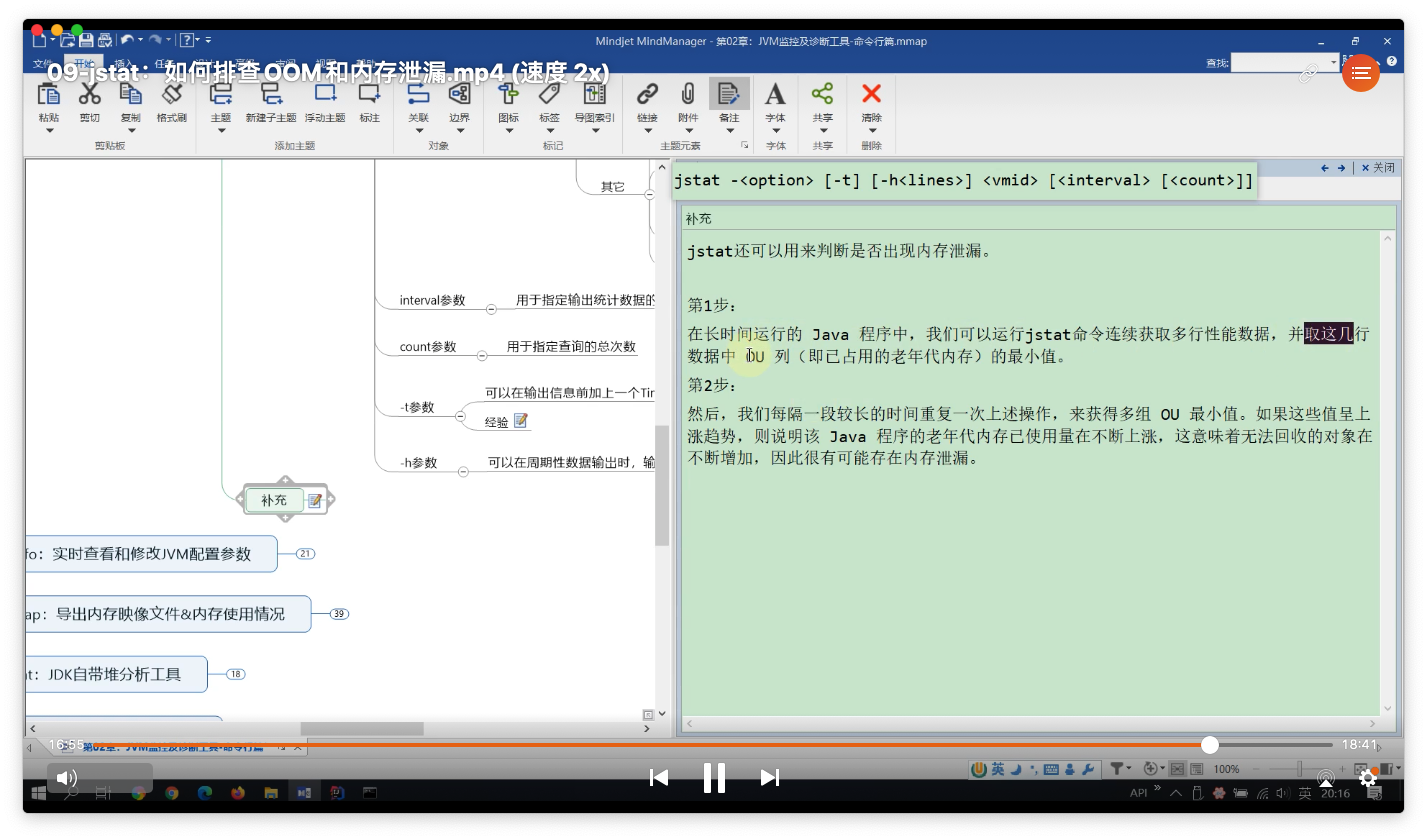 Mindjet MindManager - 第02章：JVM监控及诊断工具-命令行篇.mmap
文件 开始 插入
查找:
09-jstat：如何排查OOM和内存泄漏.mp4 (速度 2x)
粘贴 剪切 复制 格式刷 主题 新建子主题 浮动主题 标注 关联 边界 图标 标签 导图索引 链接 附件 备注 字体 共享 清除
剪贴板 添加主题 对象 标记 主题元素 字体 共享 删除
关闭
jstat -<option> [-t] [-h<lines>] <vmid> [<interval> [<count>]]
补充
jstat还可以用来判断是否出现内存泄漏。
第1步：
在长时间运行的 Java 程序中，我们可以运行jstat命令连续获取多行性能数据，并取这几行
数据中 OU 列（即已占用的老年代内存）的最小值。
第2步：
然后，我们每隔一段较长的时间重复一次上述操作，来获得多组 OU 最小值。如果这些值呈上
涨趋势，则说明该 Java 程序的老年代内存已使用量在不断上涨，这意味着无法回收的对象在
不断增加，因此很有可能存在内存泄漏。
其它
interval参数 用于指定输出统计数据的
count参数 用于指定查询的总次数
-t参数
可以在输出信息前加上一个Tim
经验
-h参数 可以在周期性数据输出时，输
补充
fo：实时查看和修改JVM配置参数 21
ap：导出内存映像文件&内存使用情况 39
at：JDK自带堆分析工具 18
第02章：JVM监控及诊断工具-命令行篇
16:55
18:41
英
100%
API
英
20:16